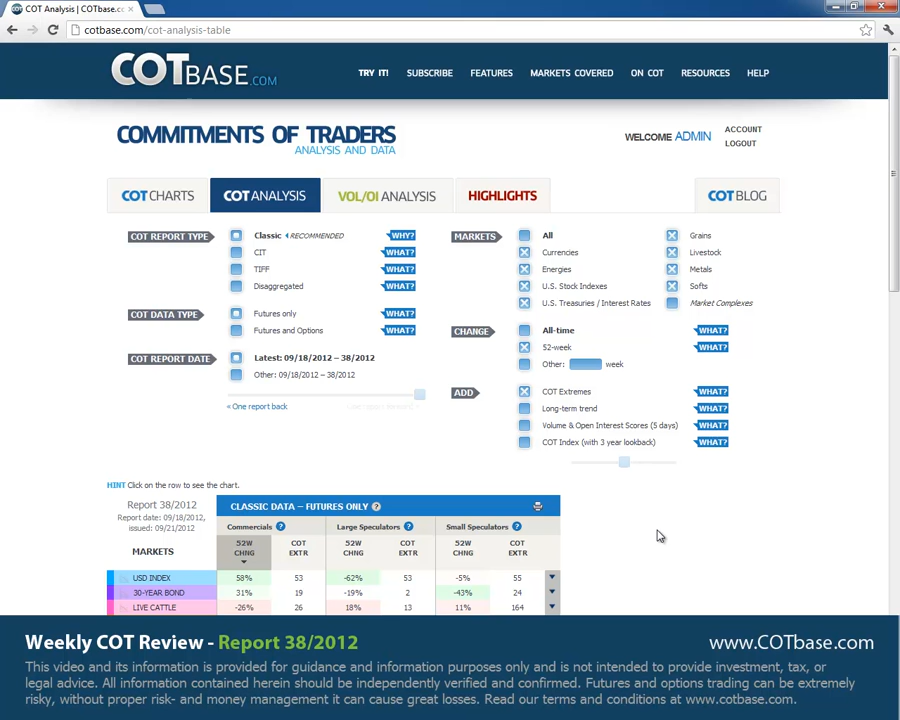 COT Analysis | COTbase.com
cotbase.com/cot-analysis-table
COTBASE.COM
TRY IT! SUBSCRIBE FEATURES MARKETS COVERED ON COT RESOURCES HELP
COMMITMENTS OF TRADERS
ANALYSIS AND DATA
WELCOME ADMIN
ACCOUNT
LOGOUT
COT CHARTS COT ANALYSIS VOL/OI ANALYSIS HIGHLIGHTS COT BLOG
COT REPORT TYPE
Classic RECOMMENDED WHY?
CIT WHAT?
TIFF WHAT?
Disaggregated WHAT?
COT DATA TYPE
Futures only WHAT?
Futures and Options WHAT?
COT REPORT DATE
Latest: 09/18/2012 – 38/2012
Other: 09/18/2012 – 38/2012
« One report back
MARKETS
All Grains
Currencies Livestock
Energies Metals
U.S. Stock Indexes Softs
U.S. Treasuries / Interest Rates Market Complexes
CHANGE
All-time WHAT?
52-week WHAT?
Other: week
ADD
COT Extremes WHAT?
Long-term trend WHAT?
Volume & Open Interest Scores (5 days) WHAT?
COT Index (with 3 year lookback) WHAT?
HINT Click on the row to see the chart.
Report 38/2012
Report date: 09/18/2012,
issued: 09/21/2012
MARKETS
CLASSIC DATA – FUTURES ONLY ?
Commercials ? Large Speculators ? Small Speculators ?
52W COT 52W COT 52W COT
CHNG EXTR CHNG EXTR CHNG EXTR
USD INDEX 58% 53 -62% 53 -5% 55
30-YEAR BOND 31% 19 -19% 2 -43% 24
LIVE CATTLE -26% 26 18% 13 11% 164
Weekly COT Review - Report 38/2012
www.COTbase.com
This video and its information is provided for guidance and information purposes only and is not intended to provide investment, tax, or
legal advice. All information contained herein should be independently verified and confirmed. Futures and options trading can be extremely
risky, without proper risk- and money management it can cause great losses. Read our terms and conditions at www.cotbase.com.